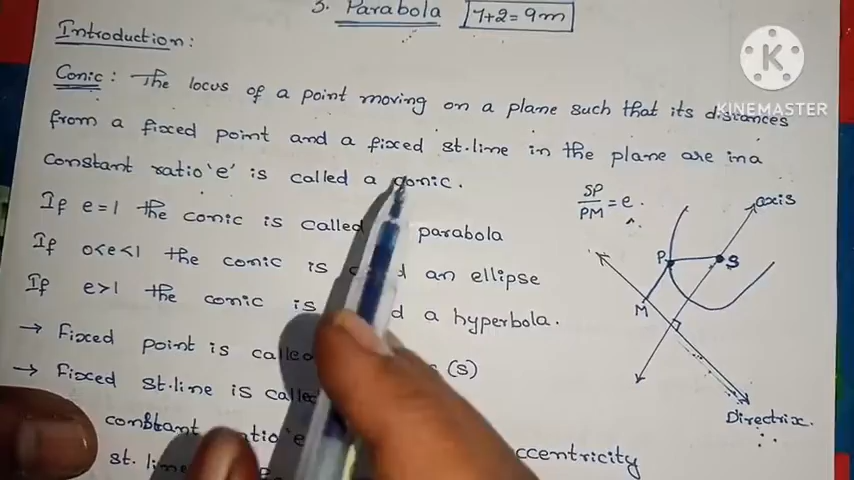 3. Parabola 7+2=9m
Introduction:
Conic: The locus of a point moving on a plane such that its distances
from a fixed point and a fixed st.line in the plane are in a
constant ratio 'e' is called a conic.
If e=1 the conic is called parabola
If 0<e<1 the conic is an ellipse
If e>1 the conic is a hyperbola.
→ Fixed point is (s)
→ Fixed st.line is
constant ratio 'e' eccentricity
st.
SP/PM = e.
axis
P S
M
Directrix.
K
KINEMASTER